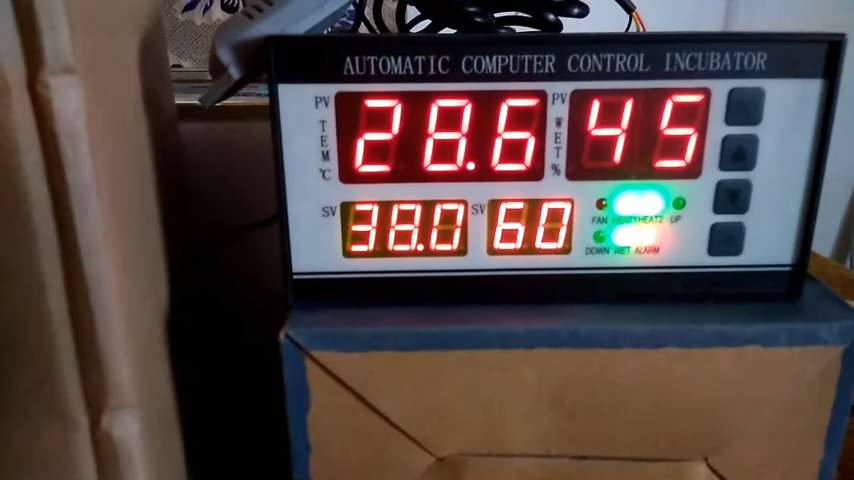 AUTOMATIC COMPUTER CONTROL INCUBATOR
PV TEM ℃ 28.6 PV WET% 45
SV 38.0 SV 60
FAN HEAT1 HEAT2 UP
DOWN WET ALARM